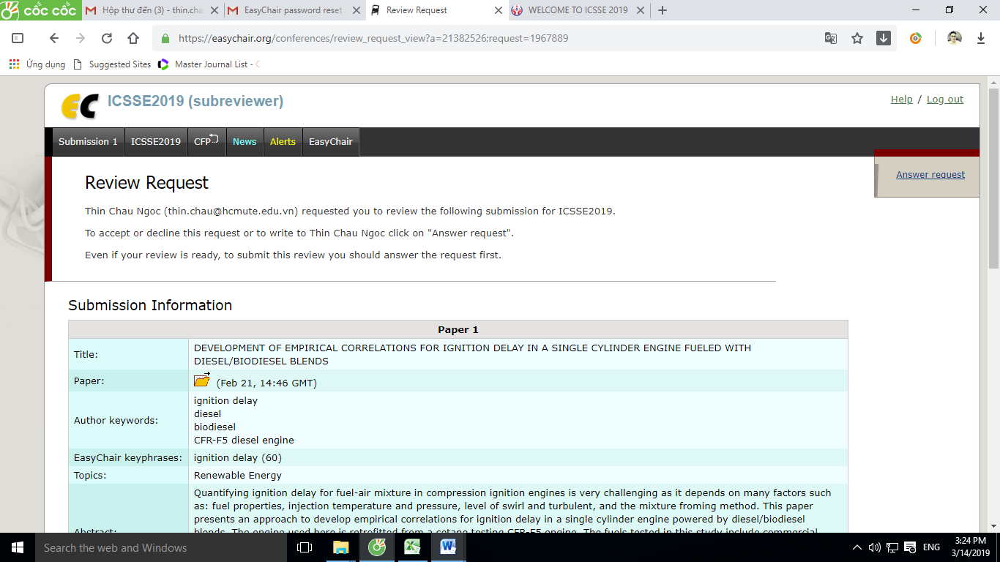 cốc cốc
Hộp thư đến (3) - thin.cha
EasyChair password reset
Review Request
WELCOME TO ICSSE 2019
https://easychair.org/conferences/review_request_view?a=21382526;request=1967889
Ứng dụng
Suggested Sites
Master Journal List -
EC
ICSSE2019 (subreviewer)
Help / Log out
Submission 1
ICSSE2019
CFP
News
Alerts
EasyChair
Answer request
Review Request
Thin Chau Ngoc (thin.chau@hcmute.edu.vn) requested you to review the following submission for ICSSE2019.
To accept or decline this request or to write to Thin Chau Ngoc click on "Answer request".
Even if your review is ready, to submit this review you should answer the request first.
Submission Information
Paper 1
Title:
DEVELOPMENT OF EMPIRICAL CORRELATIONS FOR IGNITION DELAY IN A SINGLE CYLINDER ENGINE FUELED WITH
DIESEL/BIODIESEL BLENDS
Paper:
(Feb 21, 14:46 GMT)
Author keywords:
ignition delay
diesel
biodiesel
CFR-F5 diesel engine
EasyChair keyphrases:
ignition delay (60)
Topics:
Renewable Energy
Abstract:
Quantifying ignition delay for fuel-air mixture in compression ignition engines is very challenging as it depends on many factors such
as: fuel properties, injection temperature and pressure, level of swirl and turbulent, and the mixture froming method. This paper
presents an approach to develop empirical correlations for ignition delay in a single cylinder engine powered by diesel/biodiesel
blends. The engine used here is retrofitted from a cetane testing CFR-F5 engine. The fuels tested in this study include commercial
Search the web and Windows
ENG
3:24 PM
3/14/2019